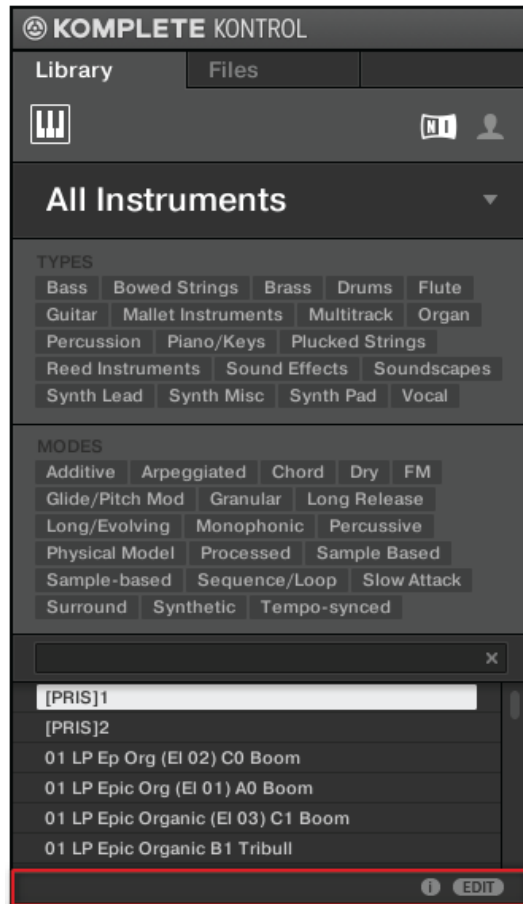 KOMPLETE KONTROL
Library Files
NI
All Instruments
TYPES
Bass Bowed Strings Brass Drums Flute
Guitar Mallet Instruments Multitrack Organ
Percussion Piano/Keys Plucked Strings
Reed Instruments Sound Effects Soundscapes
Synth Lead Synth Misc Synth Pad Vocal
MODES
Additive Arpeggiated Chord Dry FM
Glide/Pitch Mod Granular Long Release
Long/Evolving Monophonic Percussive
Physical Model Processed Sample Based
Sample-based Sequence/Loop Slow Attack
Surround Synthetic Tempo-synced
[PRIS]1
[PRIS]2
01 LP Ep Org (El 02) C0 Boom
01 LP Epic Org (El 01) A0 Boom
01 LP Epic Organic (El 03) C1 Boom
01 LP Epic Organic B1 Tribull
i EDIT